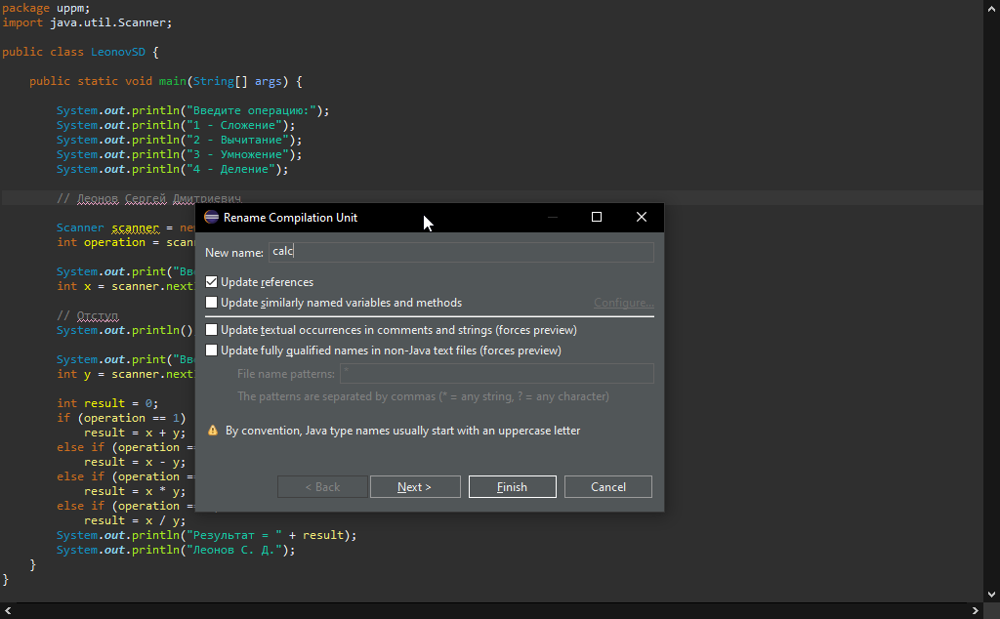 package uppm;
import java.util.Scanner;
public class LeonovSD {
public static void main(String[] args) {
System.out.println("Введите операцию:");
System.out.println("1 - Сложение");
System.out.println("2 - Вычитание");
System.out.println("3 - Умножение");
System.out.println("4 - Деление");
// Леонов Сергей Дмитриевич
Scanner scanner = new
int operation = scann
System.out.print("Вве
int x = scanner.next
// Отступ
System.out.println()
System.out.print("Вве
int y = scanner.next
int result = 0;
if (operation == 1)
result = x + y;
else if (operation ==
result = x - y;
else if (operation ==
result = x * y;
else if (operation ==
result = x / y;
System.out.println("Результат = " + result);
System.out.println("Леонов С. Д.");
}
}
Rename Compilation Unit
New name: calc
Update references
Update similarly named variables and methods Configure...
Update textual occurrences in comments and strings (forces preview)
Update fully qualified names in non-Java text files (forces preview)
File name patterns: *
The patterns are separated by commas (* = any string, ? = any character)
By convention, Java type names usually start with an uppercase letter
< Back Next > Finish Cancel